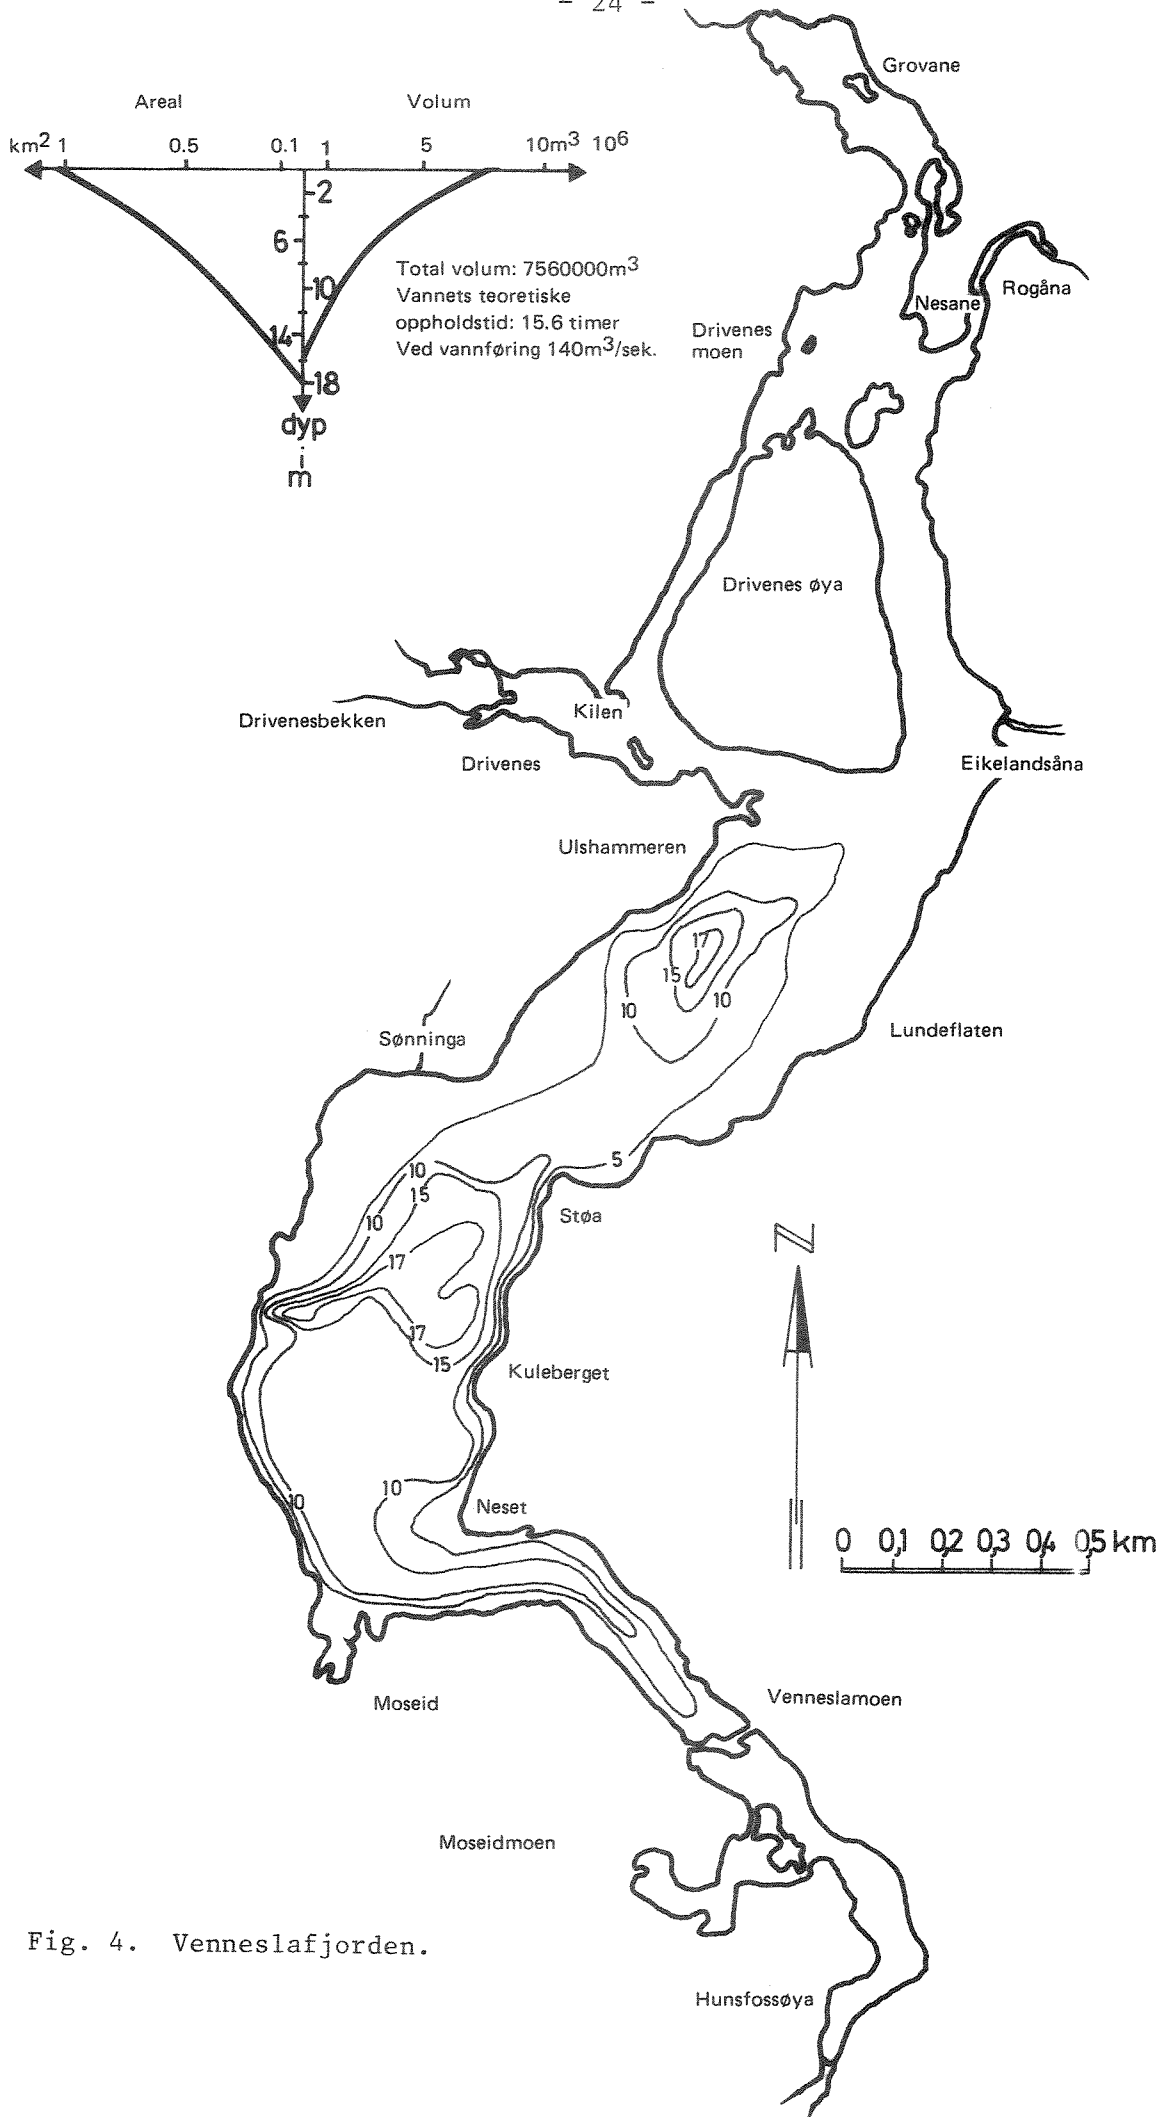 - 24 -
Grovane
Areal Volum
km2 1 0.5 0.1 1 5 10m3 10^6
2
6
10
14
18
dyp
i
m
Total volum: 7560000m3
Vannets teoretiske
oppholdstid: 15.6 timer
Ved vannføring 140m3/sek.
Rogåna
Nesane
Drivenes
moen
Drivenes øya
Kilen
Drivenesbekken
Drivenes
Eikelandsåna
Ulshammeren
17
15
10
10
Lundeflaten
Sønninga
5
10
15
10
Støa
17
N
17
15
Kuleberget
10
10
Neset
0 0,1 0,2 0,3 0,4 0,5 km
Venneslamoen
Moseid
Moseidmoen
Fig. 4. Venneslafjorden.
Hunsfossøya